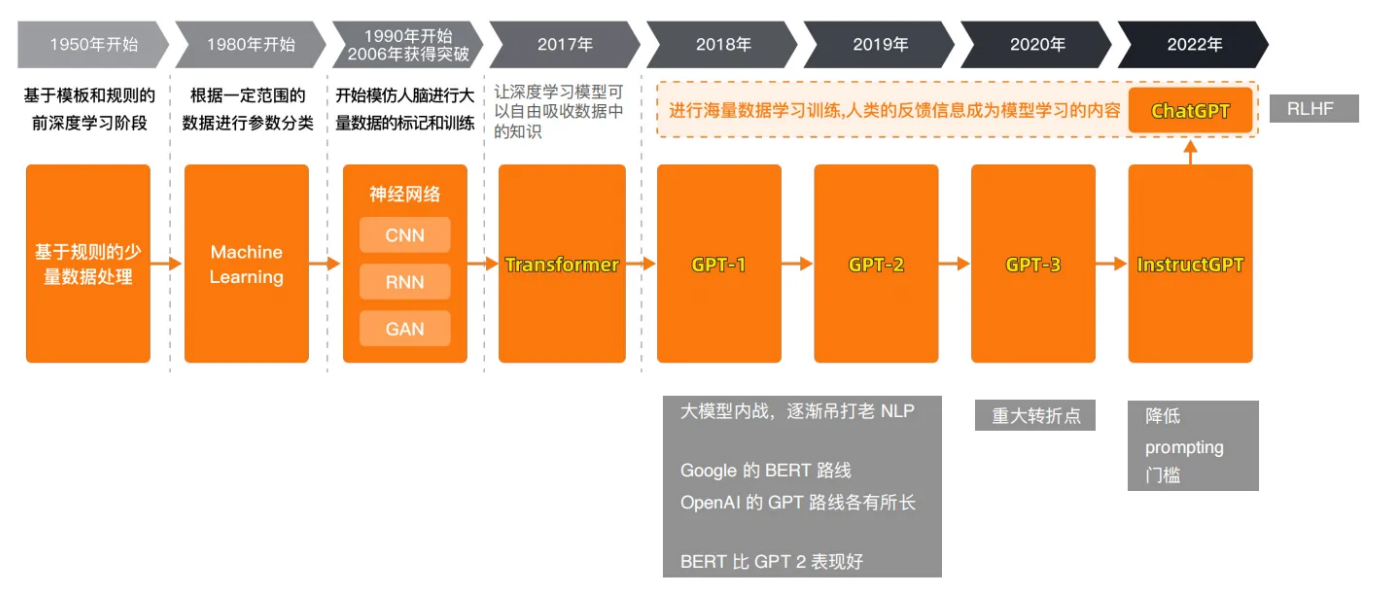 1950年开始
1980年开始
1990年开始
2006年获得突破
2017年
2018年
2019年
2020年
2022年
基于模板和规则的
前深度学习阶段
根据一定范围的
数据进行参数分类
开始模仿人脑进行大
量数据的标记和训练
让深度学习模型可
以自由吸收数据中
的知识
进行海量数据学习训练,人类的反馈信息成为模型学习的内容
ChatGPT
RLHF
基于规则的少
量数据处理
Machine
Learning
神经网络
CNN
RNN
GAN
Transformer
GPT-1
GPT-2
GPT-3
InstructGPT
大模型内战，逐渐吊打老 NLP
Google 的 BERT 路线
OpenAI 的 GPT 路线各有所长
BERT 比 GPT 2 表现好
重大转折点
降低
prompting
门槛